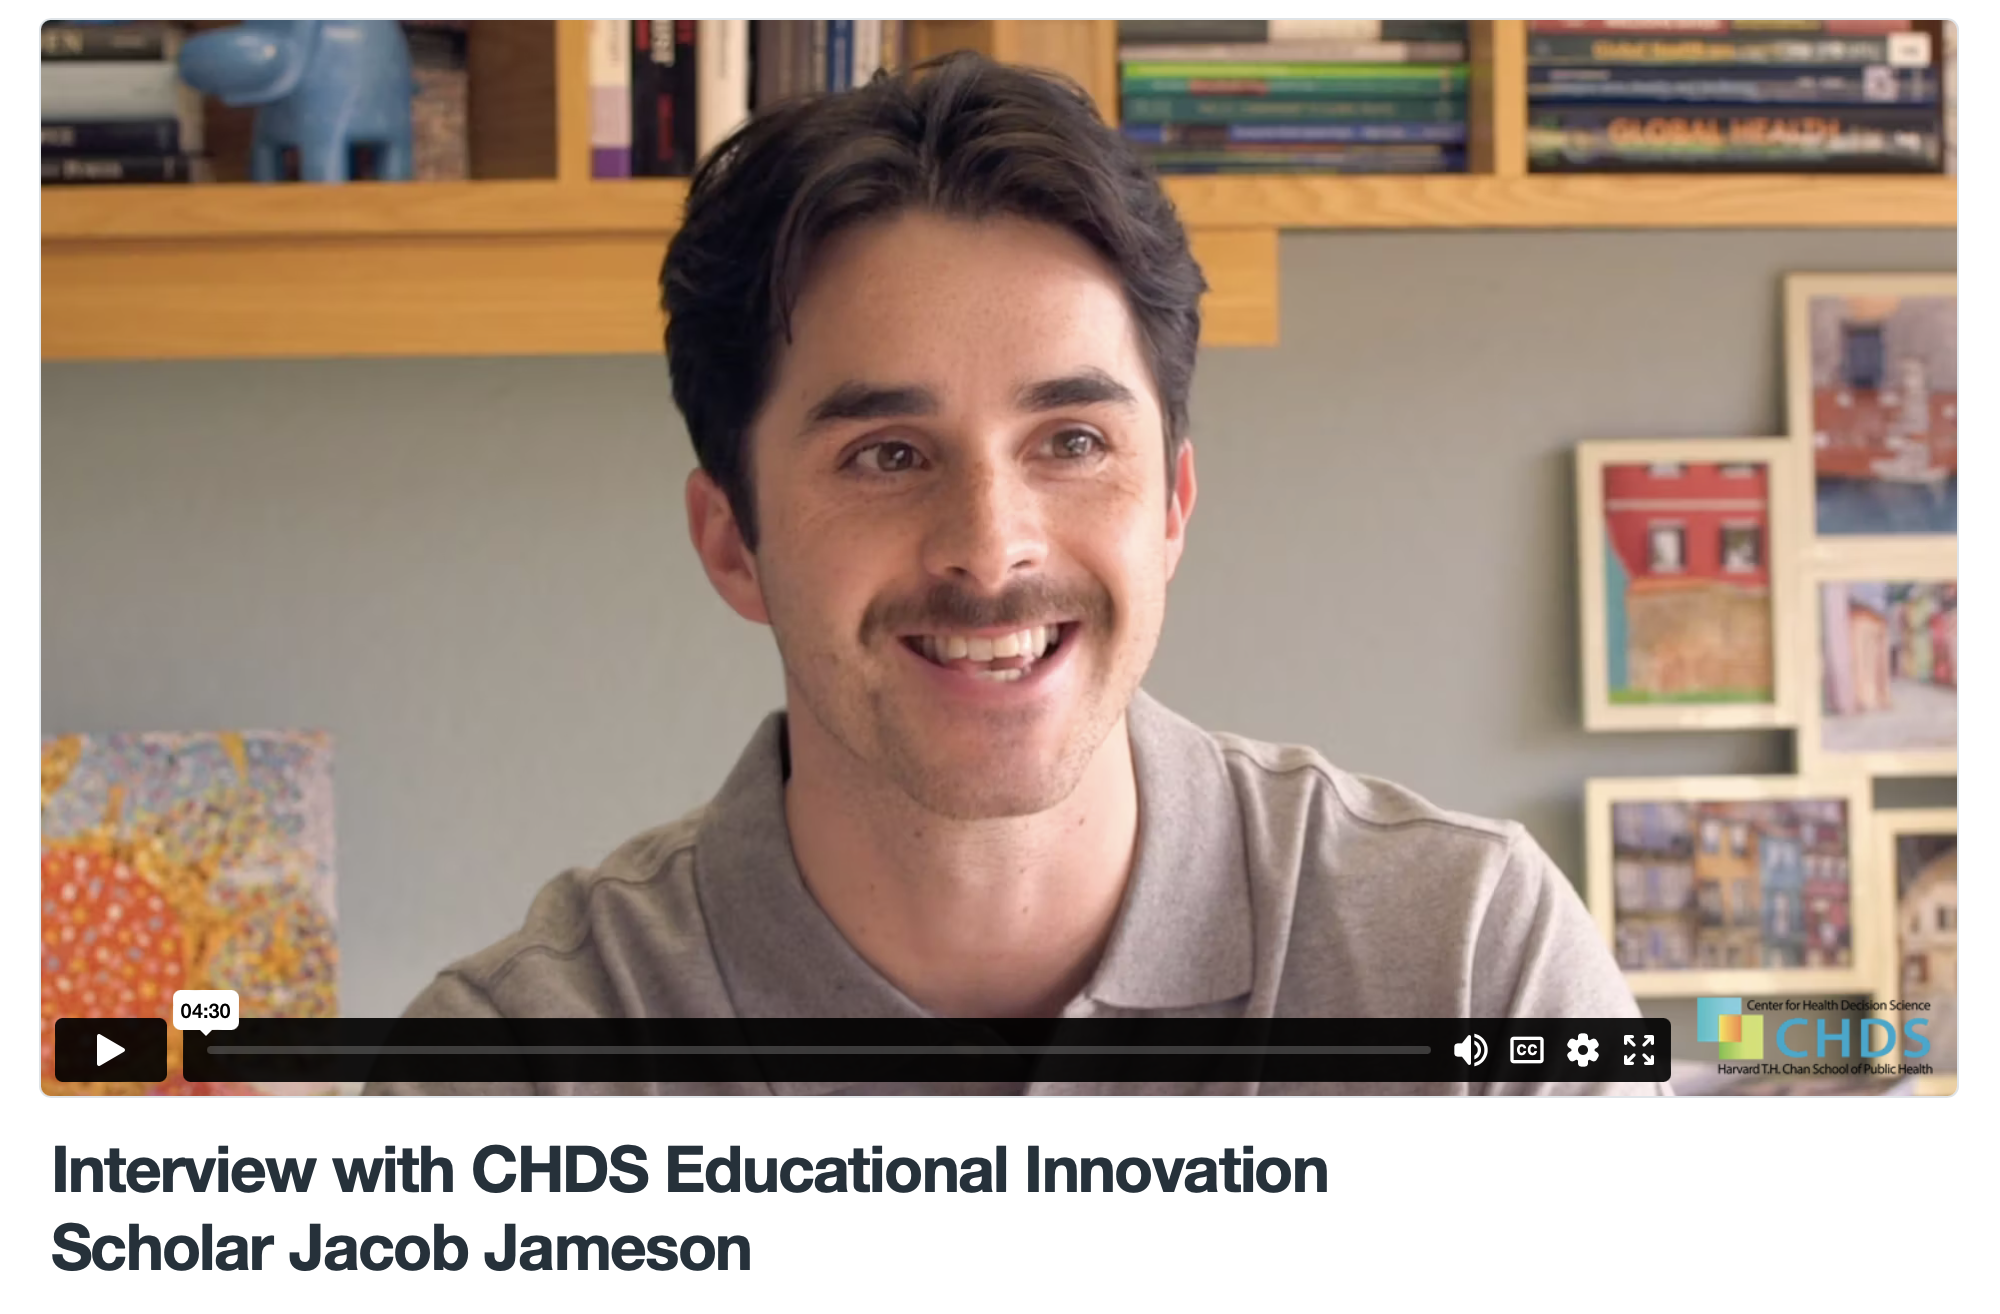 GLOBAL HEALTH
04:30
CC
Center for Health Decision Science
CHDS
Harvard T.H. Chan School of Public Health
Interview with CHDS Educational Innovation
Scholar Jacob Jameson